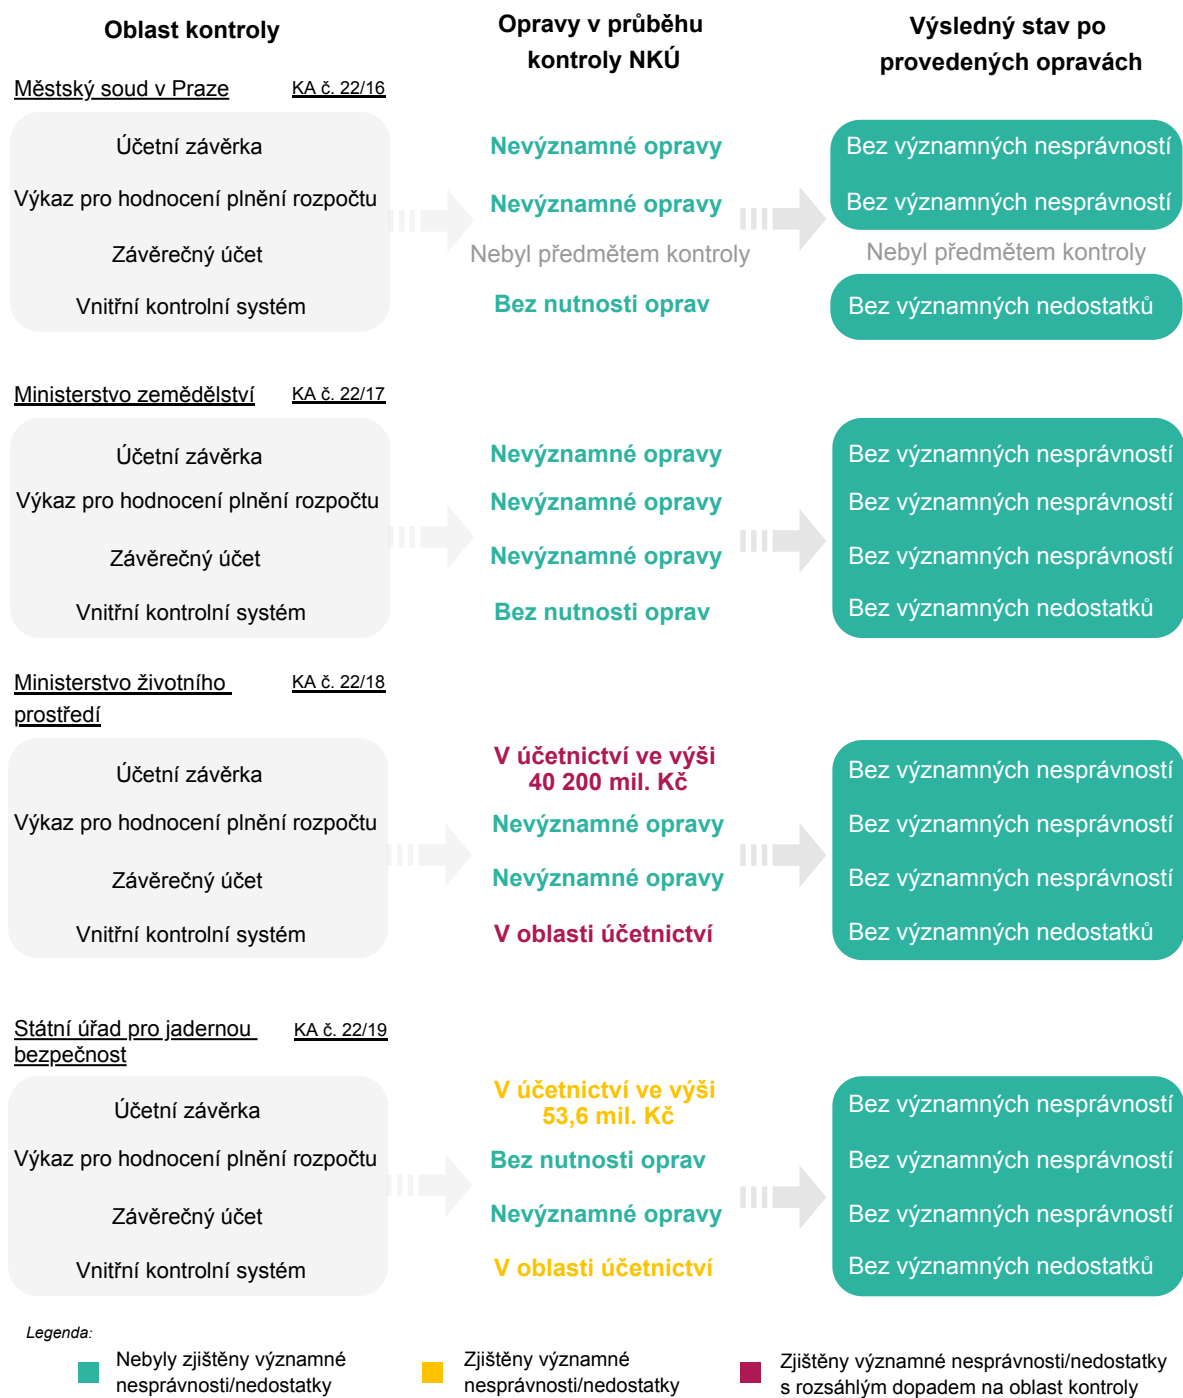 Oblast kontroly
Opravy v průběhu
kontroly NKÚ
Výsledný stav po
provedených opravách
Městský soud v Praze KA č. 22/16
Účetní závěrka Nevýznamné opravy Bez významných nesprávností
Výkaz pro hodnocení plnění rozpočtu Nevýznamné opravy Bez významných nesprávností
Závěrečný účet Nebyl předmětem kontroly Nebyl předmětem kontroly
Vnitřní kontrolní systém Bez nutnosti oprav Bez významných nedostatků
Ministerstvo zemědělství KA č. 22/17
Účetní závěrka Nevýznamné opravy Bez významných nesprávností
Výkaz pro hodnocení plnění rozpočtu Nevýznamné opravy Bez významných nesprávností
Závěrečný účet Nevýznamné opravy Bez významných nesprávností
Vnitřní kontrolní systém Bez nutnosti oprav Bez významných nedostatků
Ministerstvo životního KA č. 22/18
prostředí
Účetní závěrka
V účetnictví ve výši
40 200 mil. Kč
Bez významných nesprávností
Výkaz pro hodnocení plnění rozpočtu Nevýznamné opravy Bez významných nesprávností
Závěrečný účet Nevýznamné opravy Bez významných nesprávností
Vnitřní kontrolní systém V oblasti účetnictví Bez významných nedostatků
Státní úřad pro jadernou KA č. 22/19
bezpečnost
Účetní závěrka
V účetnictví ve výši
53,6 mil. Kč
Bez významných nesprávností
Výkaz pro hodnocení plnění rozpočtu Bez nutnosti oprav Bez významných nesprávností
Závěrečný účet Nevýznamné opravy Bez významných nesprávností
Vnitřní kontrolní systém V oblasti účetnictví Bez významných nedostatků
Legenda:
Nebyly zjištěny významné
nesprávnosti/nedostatky
Zjištěny významné
nesprávnosti/nedostatky
Zjištěny významné nesprávnosti/nedostatky
s rozsáhlým dopadem na oblast kontroly